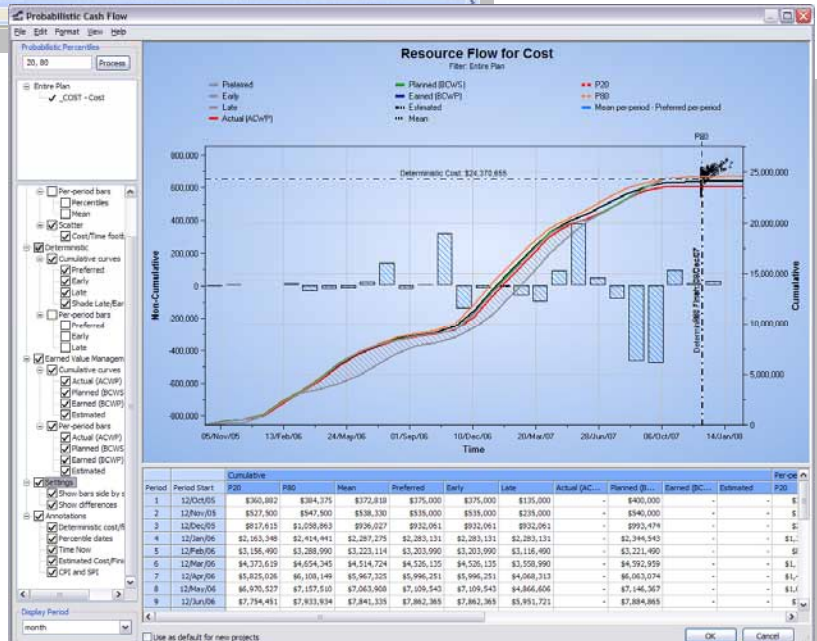 Probabilistic Cash Flow
File Edit Format View Help
Probabilistic Percentiles
20, 80
Process
Entire Plan
_COST - Cost
Per-period bars
Percentiles
Mean
Scatter
Cost/Time footb
Deterministic
Cumulative curves
Preferred
Early
Late
Shade Late/Ear
Per-period bars
Preferred
Early
Late
Earned Value Managem
Cumulative curves
Actual (ACWP)
Planned (BCWS
Earned (BCWP)
Estimated
Per-period bars
Actual (ACWP)
Planned (BCWS
Earned (BCWP)
Estimated
Settings
Show bars side by s
Show differences
Annotations
Deterministic cost/fi
Percentile dates
Time Now
Estimated Cost/Finis
CPI and SPI
Display Period
month
Use as default for new projects
Resource Flow for Cost
Filter: Entire Plan
Preferred
Early
Late
Actual (ACWP)
Planned (BCWS)
Earned (BCWP)
Estimated
Mean
P20
P80
Mean per-period - Preferred per-period
P80
Deterministic Cost: $24,370,655
Non-Cumulative
800,000
600,000
400,000
200,000
0
-200,000
-400,000
-600,000
-800,000
Cumulative
25,000,000
20,000,000
15,000,000
10,000,000
5,000,000
0
05/Nov/05 13/Feb/06 24/May/06 01/Sep/06 10/Dec/06 20/Mar/07 28/Jun/07 06/Oct/07 14/Jan/08
Time
Cumulative Per-pe
Period Period Start P20 P80 Mean Preferred Early Late Actual (AC... Planned (B... Earned (BC... Estimated P20
1 12/Oct/05 $360,882 $384,375 $372,818 $375,000 $375,000 $135,000 - $400,000 - -
2 12/Nov/05 $527,500 $547,500 $538,330 $535,000 $535,000 $235,000 - $540,000 - -
3 12/Dec/05 $817,615 $1,058,863 $936,027 $932,061 $932,061 $932,061 - $993,474 - -
4 12/Jan/06 $2,163,348 $2,414,441 $2,287,275 $2,283,131 $2,283,131 $2,283,131 - $2,344,543 - - $1,
5 12/Feb/06 $3,156,490 $3,288,990 $3,223,114 $3,203,990 $3,203,990 $3,116,490 - $3,221,490 - -
6 12/Mar/06 $4,373,619 $4,654,345 $4,514,724 $4,526,135 $4,526,135 $3,558,990 - $4,592,391 - - $1,
7 12/Apr/06 $5,825,026 $6,108,149 $5,967,325 $5,996,251 $5,996,251 $4,068,313 - $6,063,074 - - $1,
8 12/May/06 $6,970,527 $7,157,510 $7,063,908 $7,109,543 $7,109,543 $4,866,606 - $7,146,367 - - $1,
9 12/Jun/06 $7,754,451 $7,933,934 $7,841,335 $7,862,365 $7,862,365 $5,951,721 - $7,884,865 - -
OK
Cancel